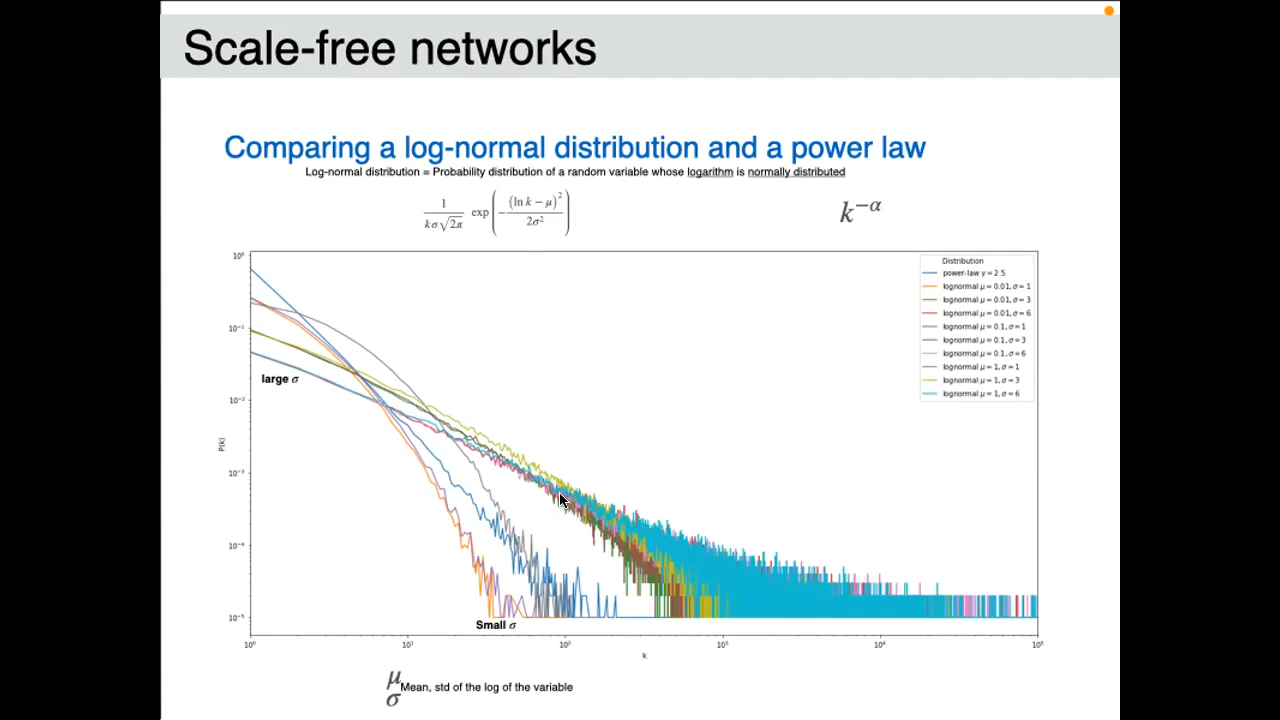 Scale-free networks
Comparing a log-normal distribution and a power law
Log-normal distribution = Probability distribution of a random variable whose logarithm is normally distributed
1/(kσ√2π) exp(−(ln k − μ)²/2σ²)
k^−α
Distribution
power-law γ = 2.5
lognormal μ = 0.01, σ = 1
lognormal μ = 0.01, σ = 3
lognormal μ = 0.01, σ = 6
lognormal μ = 0.1, σ = 1
lognormal μ = 0.1, σ = 3
lognormal μ = 0.1, σ = 6
lognormal μ = 1, σ = 1
lognormal μ = 1, σ = 3
lognormal μ = 1, σ = 6
10⁰
10⁻¹
10⁻²
10⁻³
10⁻⁴
10⁻⁵
P(k)
large σ
Small σ
10⁰ 10¹ 10² 10³ 10⁴ 10⁵
k
μ
σ Mean, std of the log of the variable